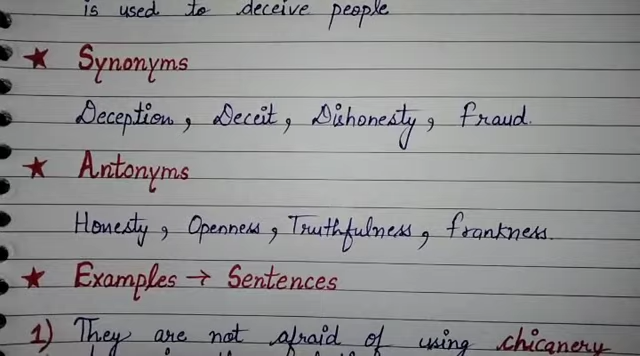 is used to deceive people
★ Synonyms
Deception, Deceit, Dishonesty, Fraud.
★ Antonyms
Honesty, Openness, Truthfulness, frankness.
★ Examples → Sentences
1) They are not afraid of using chicanery